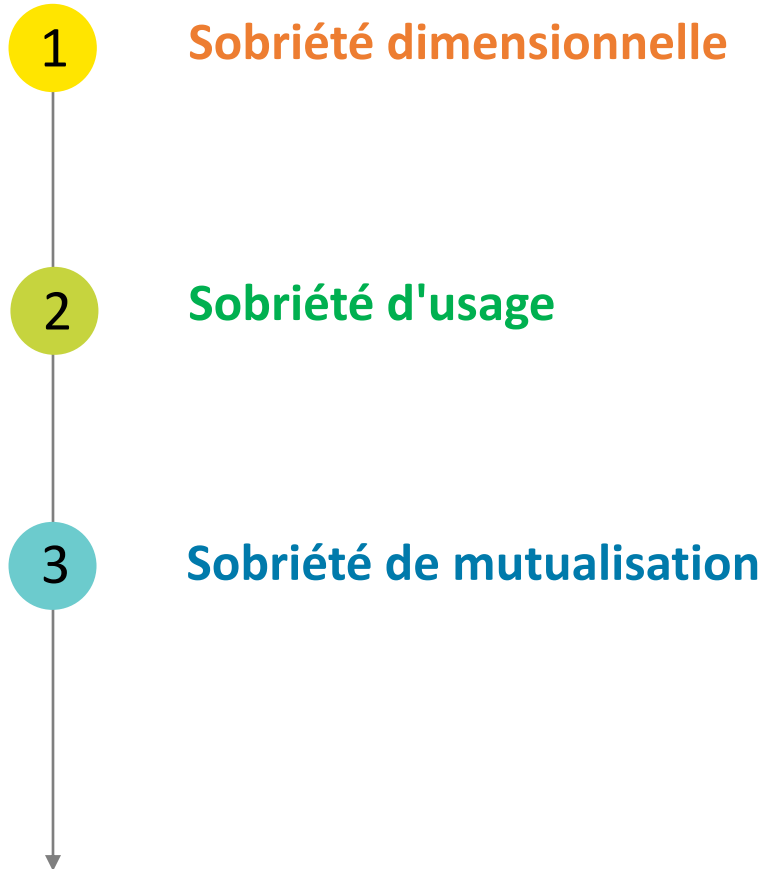 1 Sobriété dimensionnelle
2 Sobriété d'usage
3 Sobriété de mutualisation